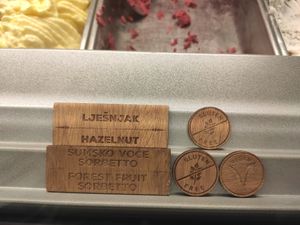 LJEŠNJAK
HAZELNUT
ŠUMSKO VOĆE
SORBETTO
FOREST FRUIT
SORBETTO
GLUTEN
FREE
GLUTEN
FREE